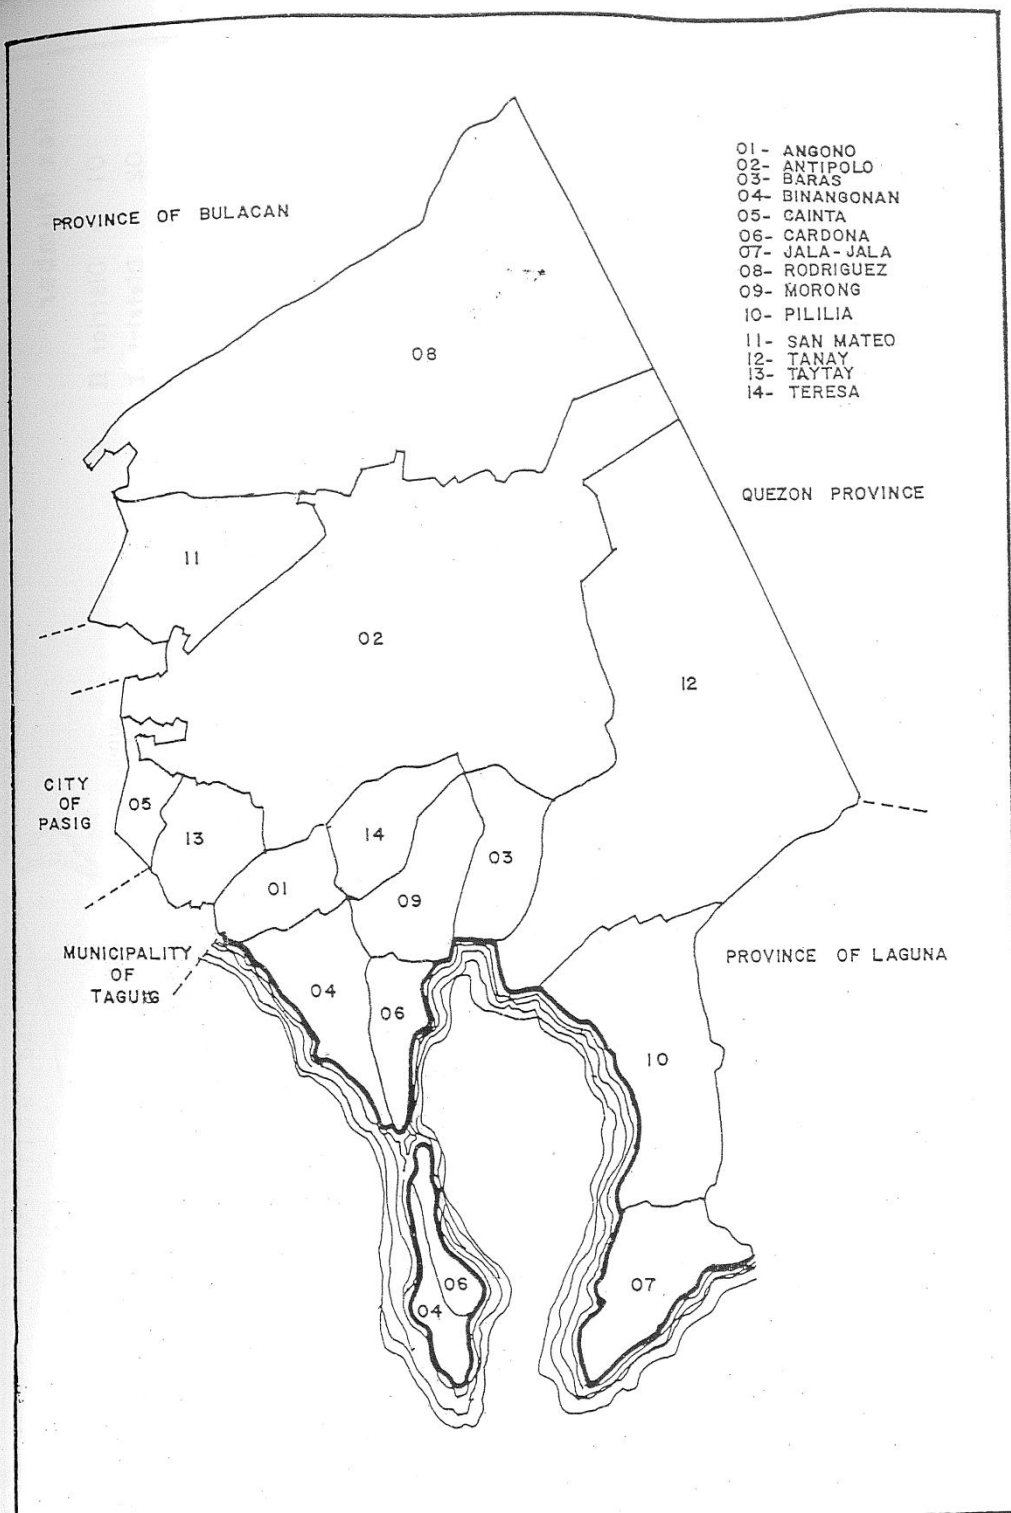 PROVINCE OF BULACAN
01- ANGONO
02- ANTIPOLO
03- BARAS
04- BINANGONAN
05- CAINTA
06- CARDONA
07- JALA-JALA
08- RODRIGUEZ
09- MORONG
10- PILILIA
11- SAN MATEO
12- TANAY
13- TAYTAY
14- TERESA
08
QUEZON PROVINCE
11
02
12
CITY
OF
PASIG
05
13
14
03
01
09
MUNICIPALITY
OF
TAGUIG
PROVINCE OF LAGUNA
04
06
10
06
04
07